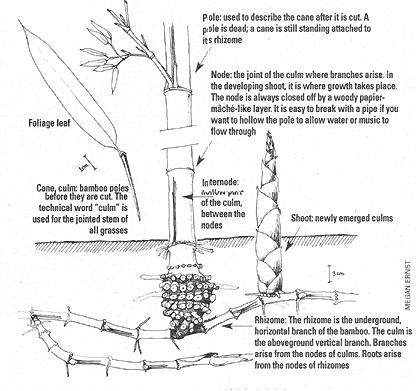 Pole: used to describe the cane after it is cut. A
pole is dead; a cane is still standing attached to
its rhizome
Node: the joint of the culm where branches arise. In
the developing shoot, it is where growth takes place.
The node is always closed off by a woody papier-
mâché-like layer. It is easy to break with a pipe if you
want to hollow the pole to allow water or music to
flow through
Foliage leaf
1cm
Cane, culm: bamboo poles
before they are cut. The
technical word "culm" is
used for the jointed stem of
all grasses
Internode:
hollow part
of the culm,
between the
nodes
Shoot: newly emerged culms
3cm
Rhizome: The rhizome is the underground,
horizontal branch of the bamboo. The culm is
the aboveground vertical branch. Branches
arise from the nodes of culms. Roots arise
from the nodes of rhizomes
MEGAN ERNST